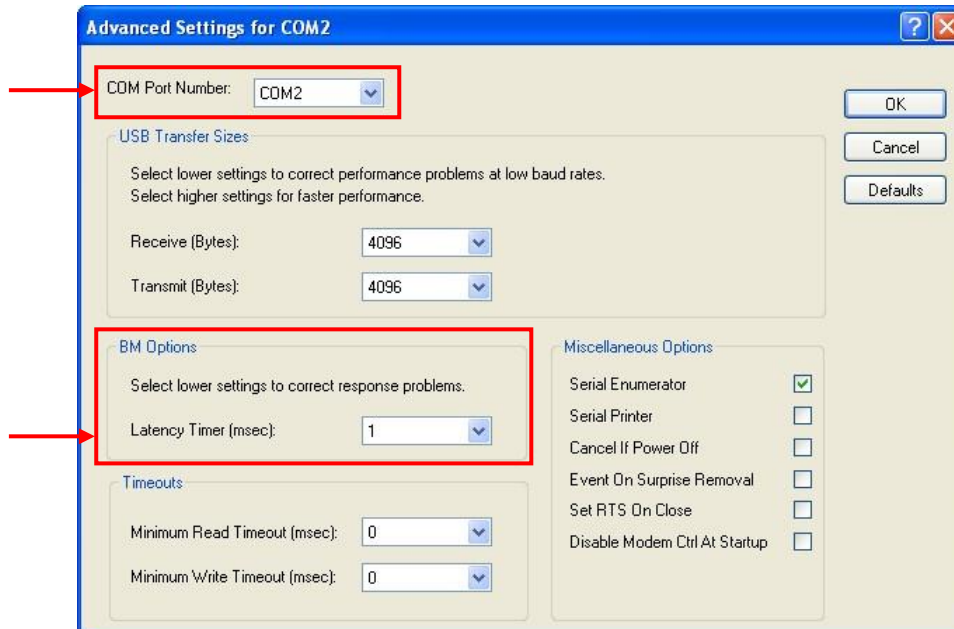 Advanced Settings for COM2
COM Port Number: COM2
OK
Cancel
Defaults
USB Transfer Sizes
Select lower settings to correct performance problems at low baud rates.
Select higher settings for faster performance.
Receive (Bytes): 4096
Transmit (Bytes): 4096
BM Options
Select lower settings to correct response problems.
Latency Timer (msec): 1
Timeouts
Minimum Read Timeout (msec): 0
Minimum Write Timeout (msec): 0
Miscellaneous Options
Serial Enumerator
Serial Printer
Cancel If Power Off
Event On Surprise Removal
Set RTS On Close
Disable Modem Ctrl At Startup